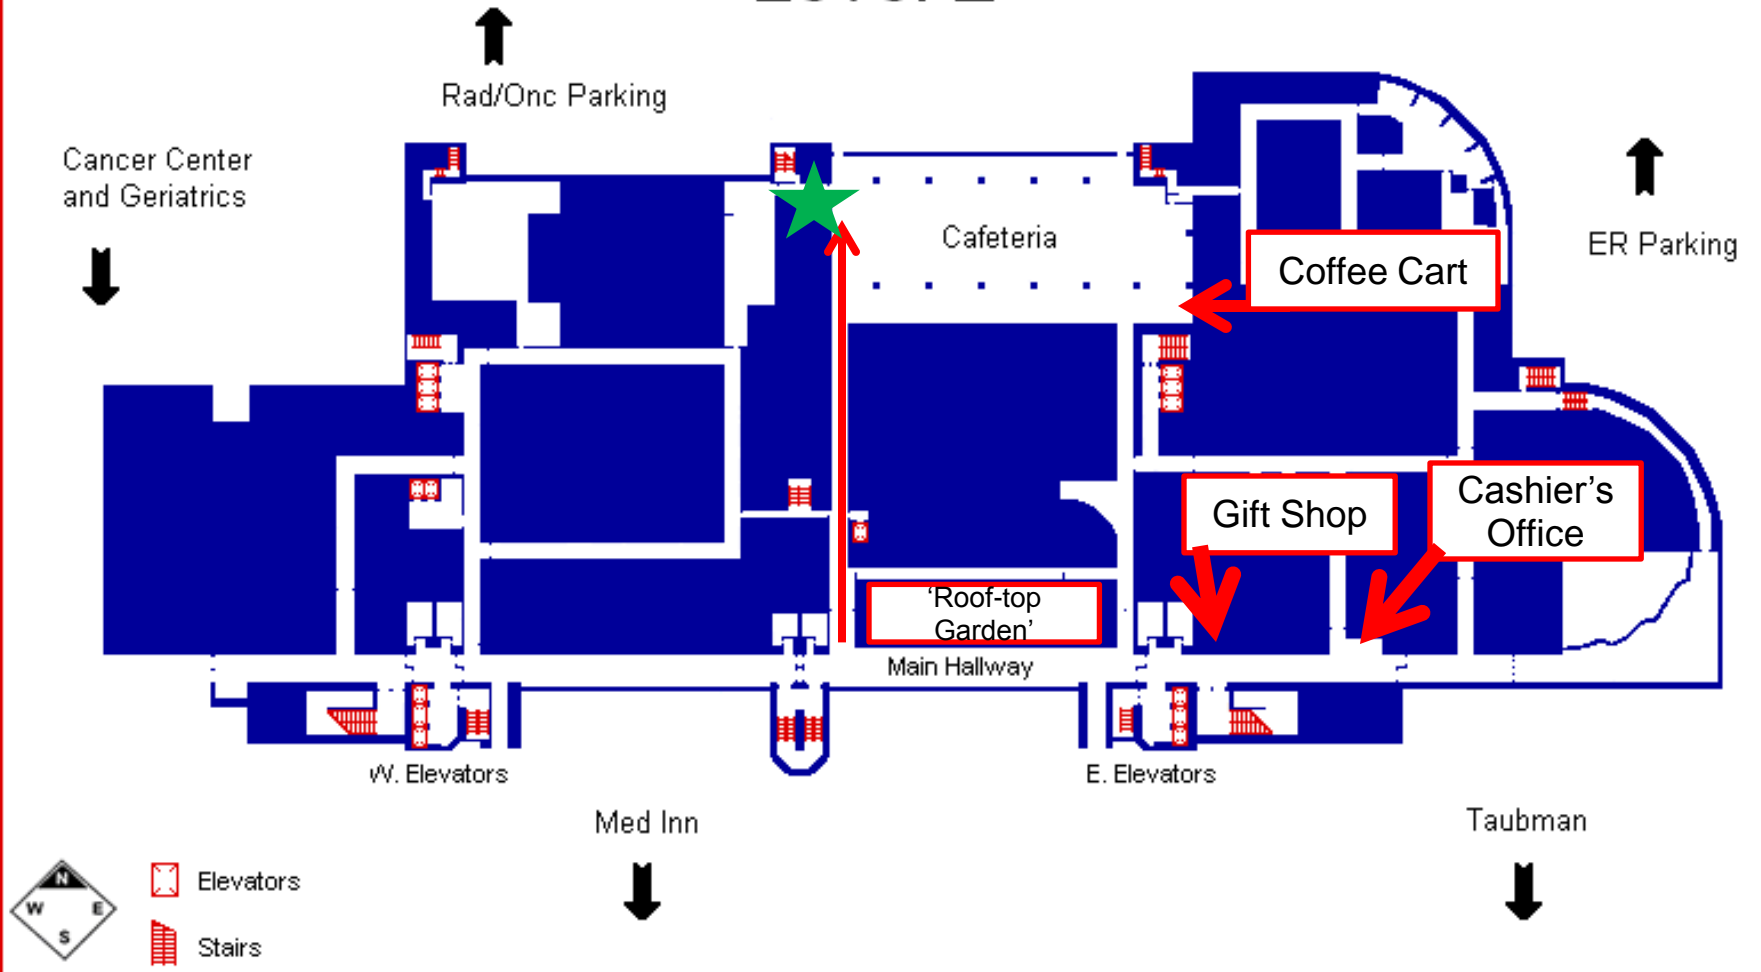 Rad/Onc Parking
Cancer Center
and Geriatrics
Cafeteria
ER Parking
Coffee Cart
Gift Shop
Cashier’s
Office
‘Roof-top
Garden’
Main Hallway
W. Elevators
E. Elevators
Med Inn
Taubman
N
W
E
S
Elevators
Stairs